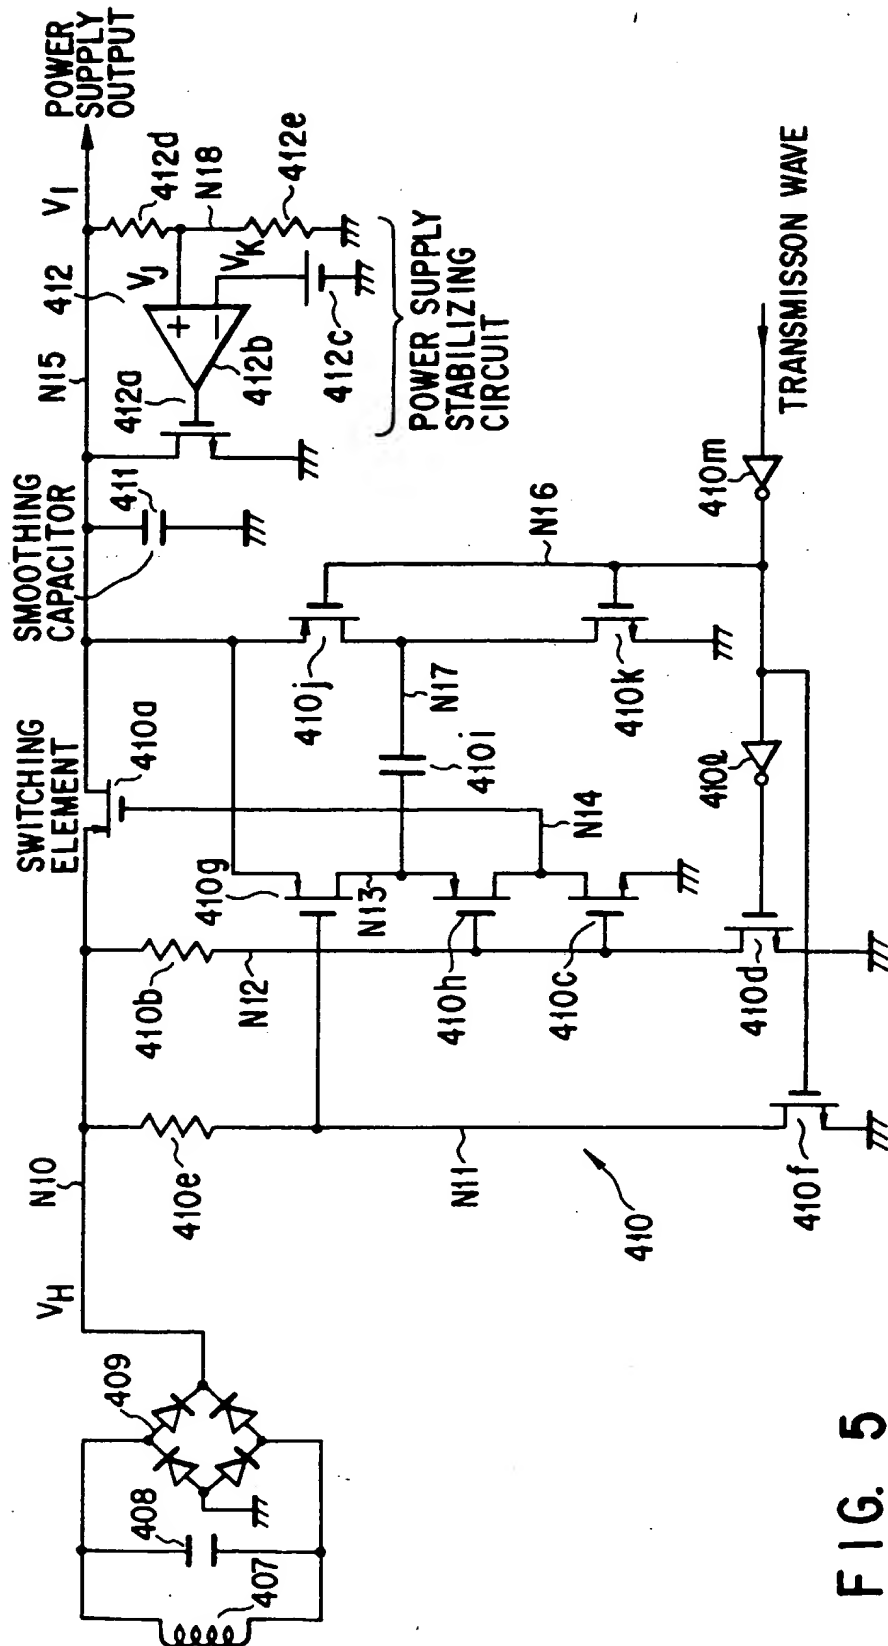 POWER
SUPPLY
OUTPUT
V1
412d
N18
412e
412
VJ
VK
N15
412a
412b
412c
POWER SUPPLY
STABILIZING
CIRCUIT
SMOOTHING
CAPACITOR
411
SWITCHING
ELEMENT
410a
410j
N16
N17
410k
410i
N14
410g
N13
410h
410c
410b
N12
410d
410ℓ
410m
TRANSMISSON WAVE
N10
410e
N11
410f
410
VH
409
408
407
FIG. 5